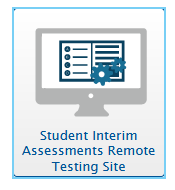 Student Interim
Assessments Remote
Testing Site